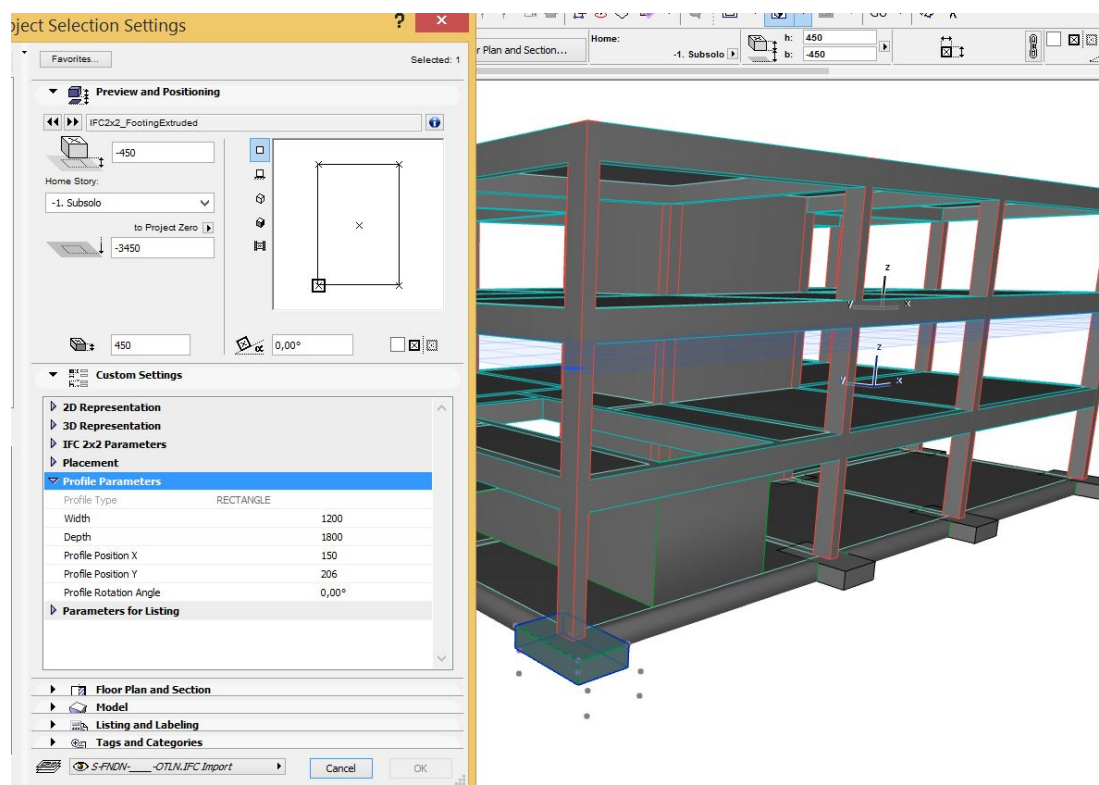 ject Selection Settings
?
×
Favorites...
Selected: 1
Preview and Positioning
IFC2x2_FootingExtruded
-450
Home Story:
-1. Subsolo
to Project Zero
-3450
450
α
0,00°
Custom Settings
2D Representation
3D Representation
IFC 2x2 Parameters
Placement
Profile Parameters
Profile Type RECTANGLE
Width 1200
Depth 1800
Profile Position X 150
Profile Position Y 206
Profile Rotation Angle 0,00°
Parameters for Listing
Floor Plan and Section
Model
Listing and Labeling
Tags and Categories
S-FNDN-____-OTLN.IFC Import
Cancel
OK
r Plan and Section...
Home:
-1. Subsolo
h: 450
b: -450
z
y x
z
y x